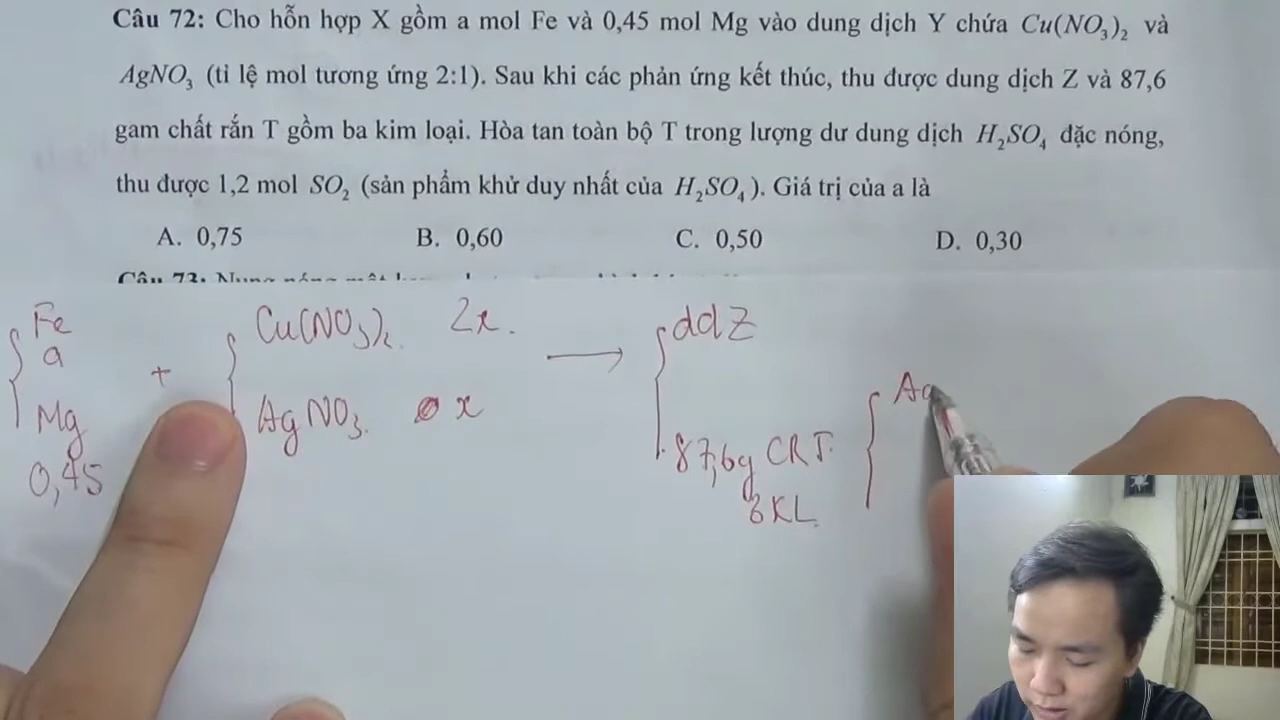 Câu 72: Cho hỗn hợp X gồm a mol Fe và 0,45 mol Mg vào dung dịch Y chứa Cu(NO₃)₂ và
AgNO₃ (tỉ lệ mol tương ứng 2:1). Sau khi các phản ứng kết thúc, thu được dung dịch Z và 87,6
gam chất rắn T gồm ba kim loại. Hòa tan toàn bộ T trong lượng dư dung dịch H₂SO₄ đặc nóng,
thu được 1,2 mol SO₂ (sản phẩm khử duy nhất của H₂SO₄). Giá trị của a là
A. 0,75 B. 0,60 C. 0,50 D. 0,30
Câu 73:
Fe
a
Mg
0,45
+
Cu(NO₃)₂ 2x.
AgNO₃. x
→
ddZ
87,6g CRT.
3KL
Ag